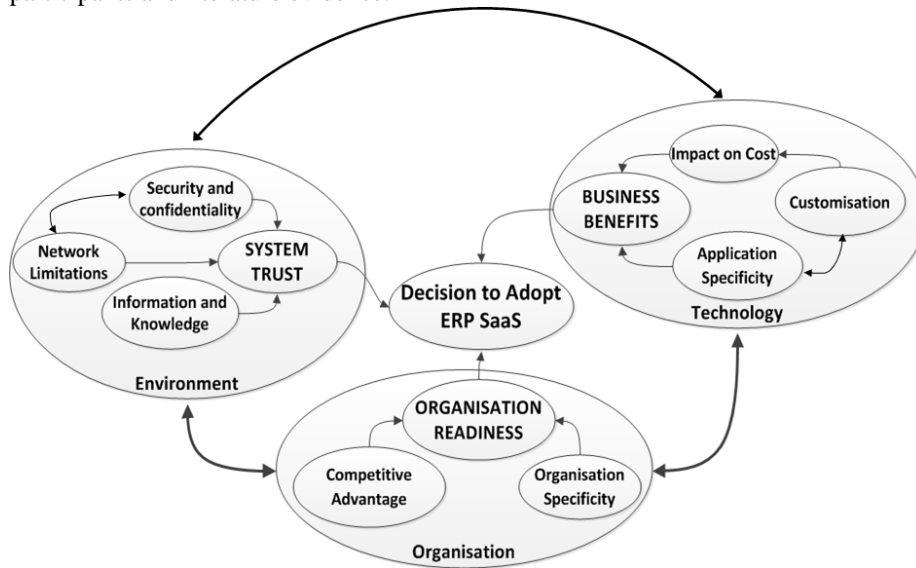 Impact on Cost
Security and
confidentiality
BUSINESS
BENEFITS
Customisation
Network
Limitations
SYSTEM
TRUST
Application
Specificity
Information and
Knowledge
Decision to Adopt
ERP SaaS
Technology
Environment
ORGANISATION
READINESS
Competitive
Advantage
Organisation
Specificity
Organisation